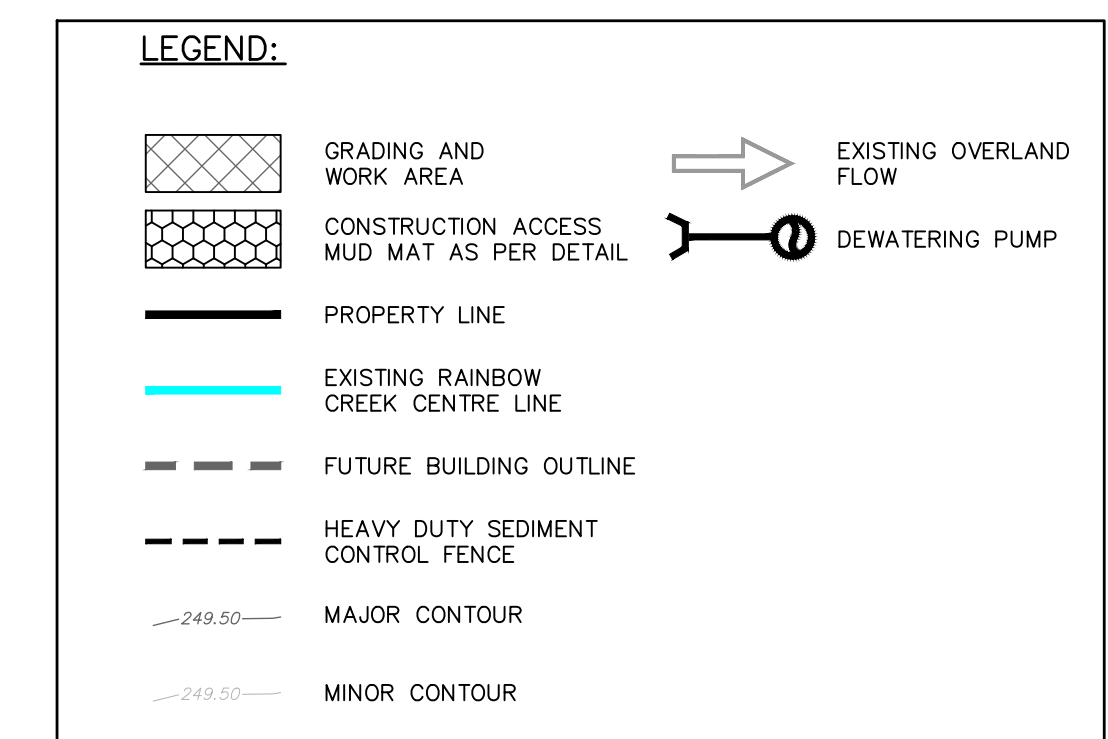 LEGEND:
GRADING AND
WORK AREA
CONSTRUCTION ACCESS
MUD MAT AS PER DETAIL
PROPERTY LINE
EXISTING RAINBOW
CREEK CENTRE LINE
FUTURE BUILDING OUTLINE
HEAVY DUTY SEDIMENT
CONTROL FENCE
249.50 MAJOR CONTOUR
249.50 MINOR CONTOUR
EXISTING OVERLAND
FLOW
DEWATERING PUMP